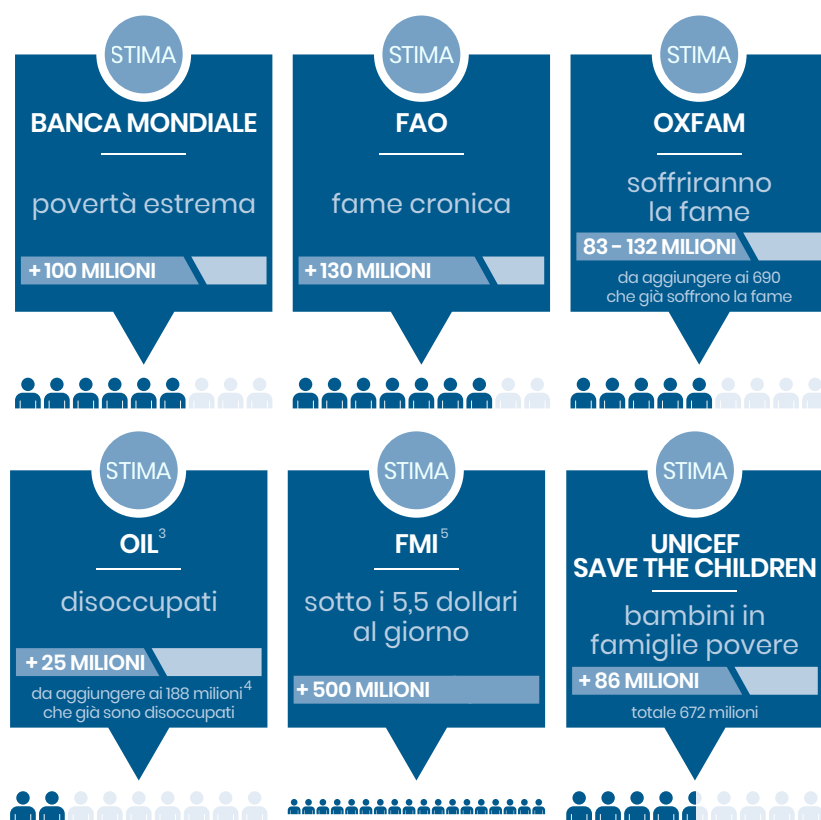 STIMA
BANCA MONDIALE
povertà estrema
+ 100 MILIONI
STIMA
FAO
fame cronica
+ 130 MILIONI
STIMA
OXFAM
soffriranno
la fame
83 – 132 MILIONI
da aggiungere ai 690
che già soffrono la fame
STIMA
OIL³
disoccupati
+ 25 MILIONI
da aggiungere ai 188 milioni⁴
che già sono disoccupati
STIMA
FMI⁵
sotto i 5,5 dollari
al giorno
+ 500 MILIONI
STIMA
UNICEF
SAVE THE CHILDREN
bambini in
famiglie povere
+ 86 MILIONI
totale 672 milioni